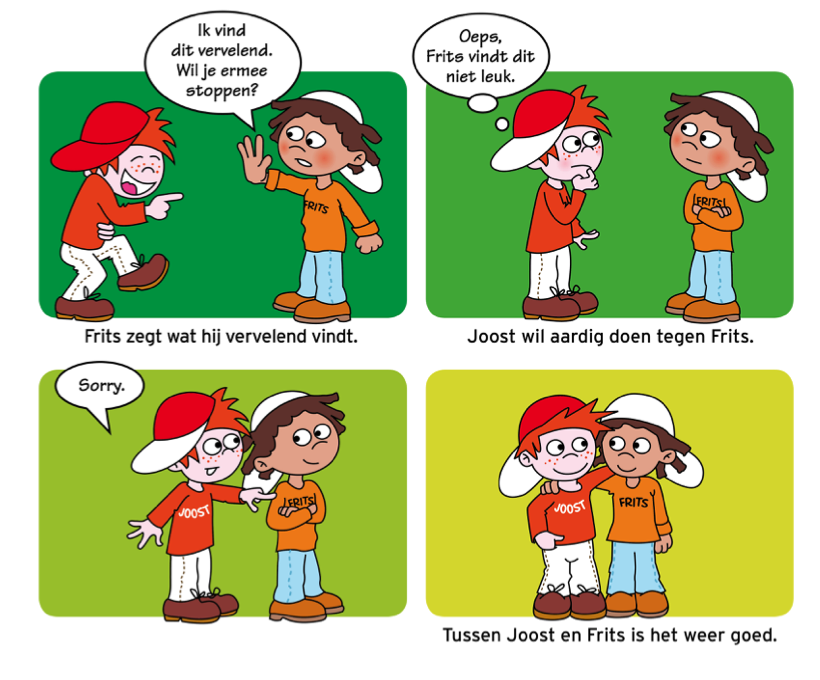 Ik vind
dit vervelend.
Wil je ermee
stoppen?
FRITS
Frits zegt wat hij vervelend vindt.
Oeps,
Frits vindt dit
niet leuk.
FRITS
Joost wil aardig doen tegen Frits.
Sorry.
JOOST
FRITS
JOOST
FRITS
Tussen Joost en Frits is het weer goed.